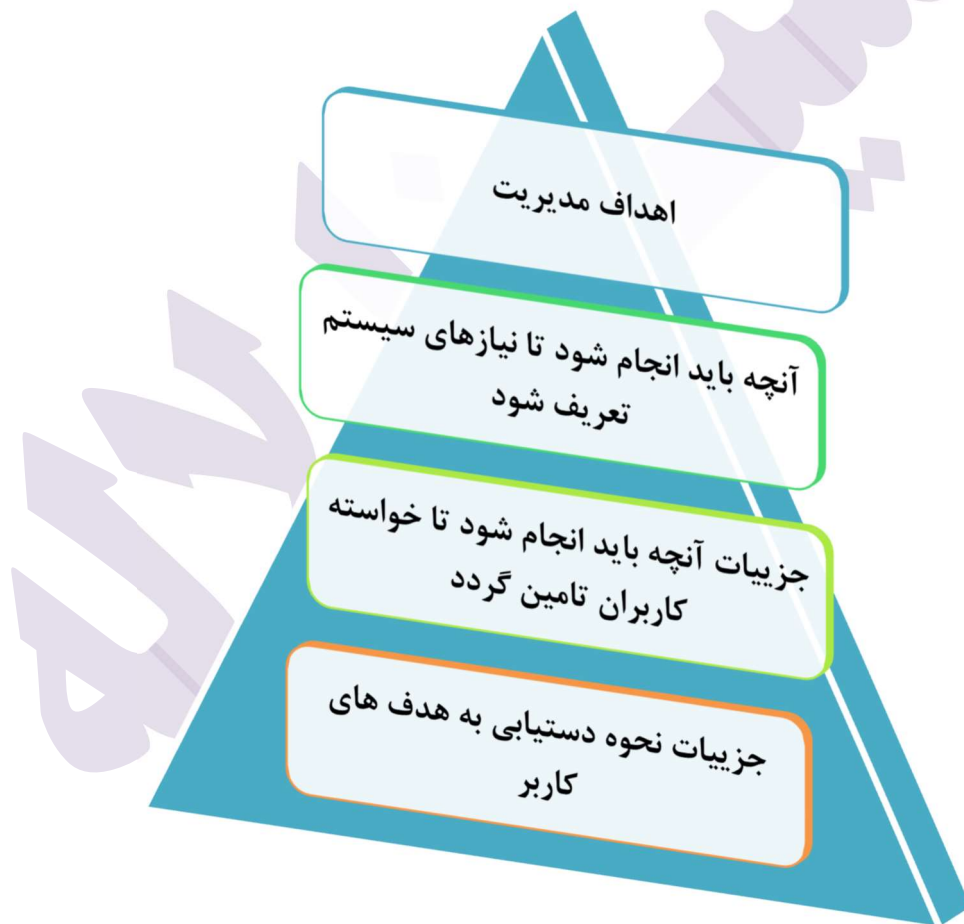 اهداف مدیریت
آنچه باید انجام شود تا نیازهای سیستم
تعریف شود
جزییات آنچه باید انجام شود تا خواسته
کاربران تامین گردد
جزییات نحوه دستیابی به هدف های
کاربر